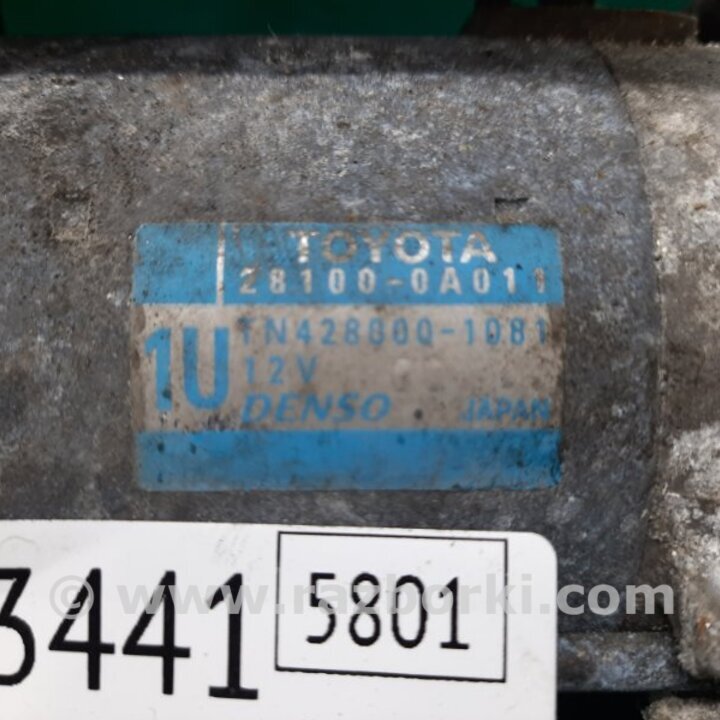 TOYOTA
28100-0A011
1U
TN428000-1081
12V
DENSO JAPAN
3441
5801
© www.razborki.com